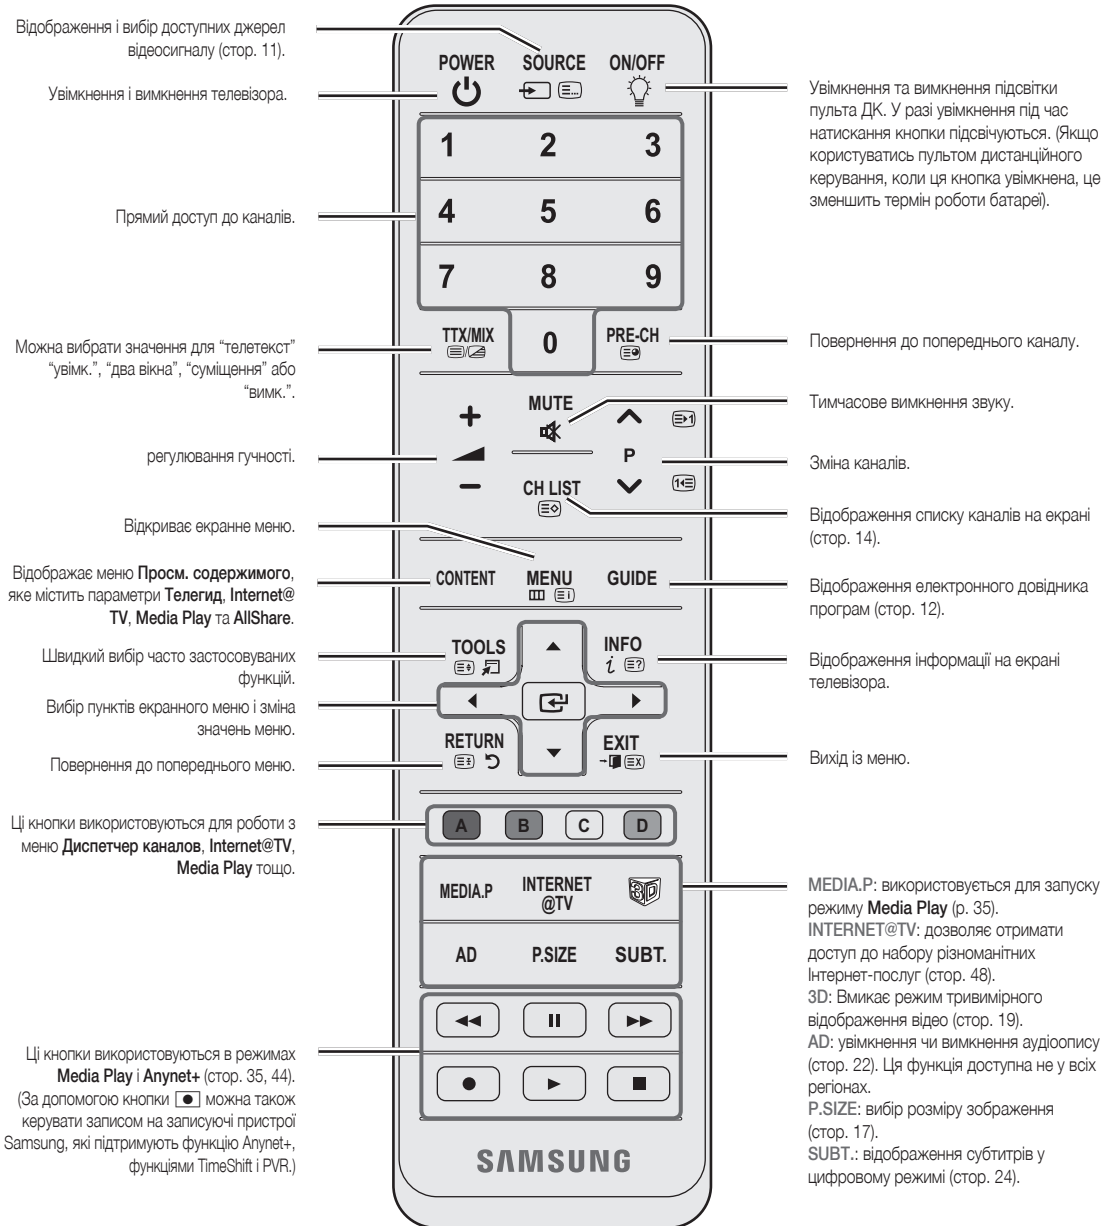 Відображення і вибір доступних джерел
відеосигналу (стор. 11).
Увімкнення і вимкнення телевізора.
Прямий доступ до каналів.
Можна вибрати значення для “телетекст”
“увімк.”, “два вікна”, “суміщення” або
“вимк.”.
регулювання гучності.
Відкриває екранне меню.
Відображає меню Просм. содержимого,
яке містить параметри Телегид, Internet@
TV, Media Play та AllShare.
Швидкий вибір часто застосовуваних
функцій.
Вибір пунктів екранного меню і зміна
значень меню.
Повернення до попереднього меню.
Ці кнопки використовуються для роботи з
меню Диспетчер каналов, Internet@TV,
Media Play тощо.
Ці кнопки використовуються в режимах
Media Play і Anynet+ (стор. 35, 44).
(За допомогою кнопки можна також
керувати записом на записуючі пристрої
Samsung, які підтримують функцію Anynet+,
функціями TimeShift і PVR.)
POWER SOURCE ON/OFF
1 2 3
4 5 6
7 8 9
TTX/MIX 0 PRE-CH
MUTE
P
CH LIST
CONTENT MENU GUIDE
TOOLS INFO
RETURN EXIT
A B C D
MEDIA.P INTERNET
@TV 3D
AD P.SIZE SUBT.
SAMSUNG
Увімкнення та вимкнення підсвітки
пульта ДК. У разі увімкнення під час
натискання кнопки підсвічуються. (Якщо
користуватись пультом дистанційного
керування, коли ця кнопка увімкнена, це
зменшить термін роботи батареї).
Повернення до попереднього каналу.
Тимчасове вимкнення звуку.
Зміна каналів.
Відображення списку каналів на екрані
(стор. 14).
Відображення електронного довідника
програм (стор. 12).
Відображення інформації на екрані
телевізора.
Вихід із меню.
MEDIA.P: використовується для запуску
режиму Media Play (p. 35).
INTERNET@TV: дозволяє отримати
доступ до набору різноманітних
Інтернет-послуг (стор. 48).
3D: Вмикає режим тривимірного
відображення відео (стор. 19).
AD: увімкнення чи вимкнення аудіоопису
(стор. 22). Ця функція доступна не у всіх
регіонах.
P.SIZE: вибір розміру зображення
(стор. 17).
SUBT.: відображення субтитрів у
цифровому режимі (стор. 24).